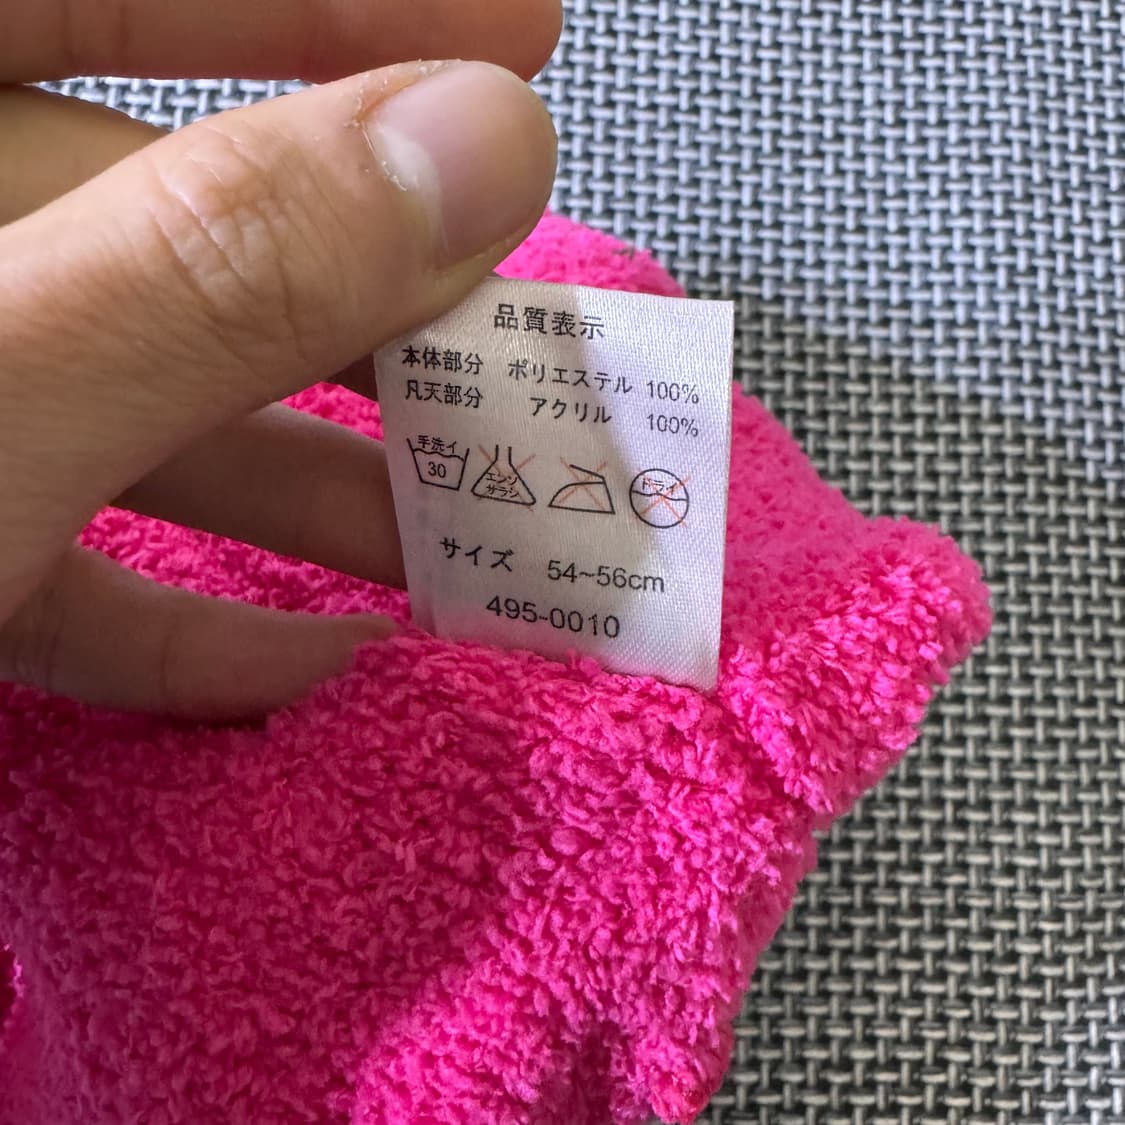 品質表示
本体部分 ポリエステル 100%
凡天部分 アクリル 100%
手洗イ 30 エンソサラシ ドライ
サイズ 54~56cm
495-0010